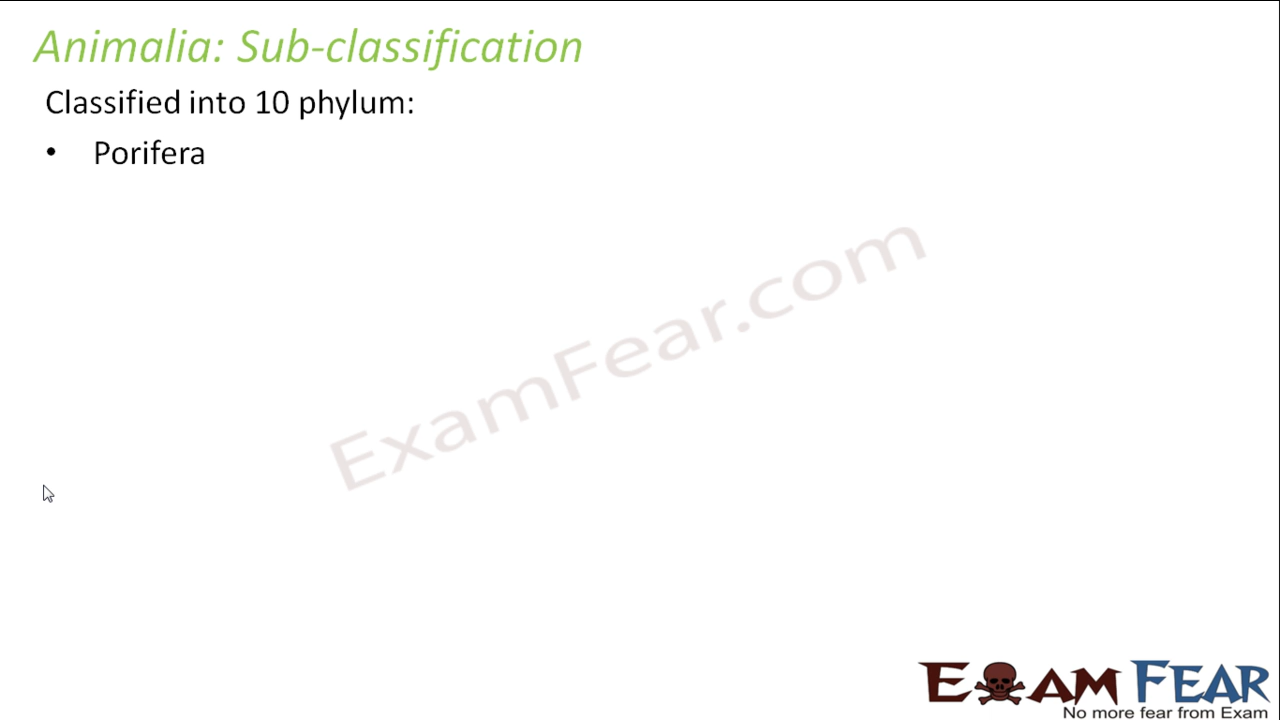 Animalia: Sub-classification
Classified into 10 phylum:
• Porifera
ExamFear.com
EXAM FEAR
No more fear from Exam